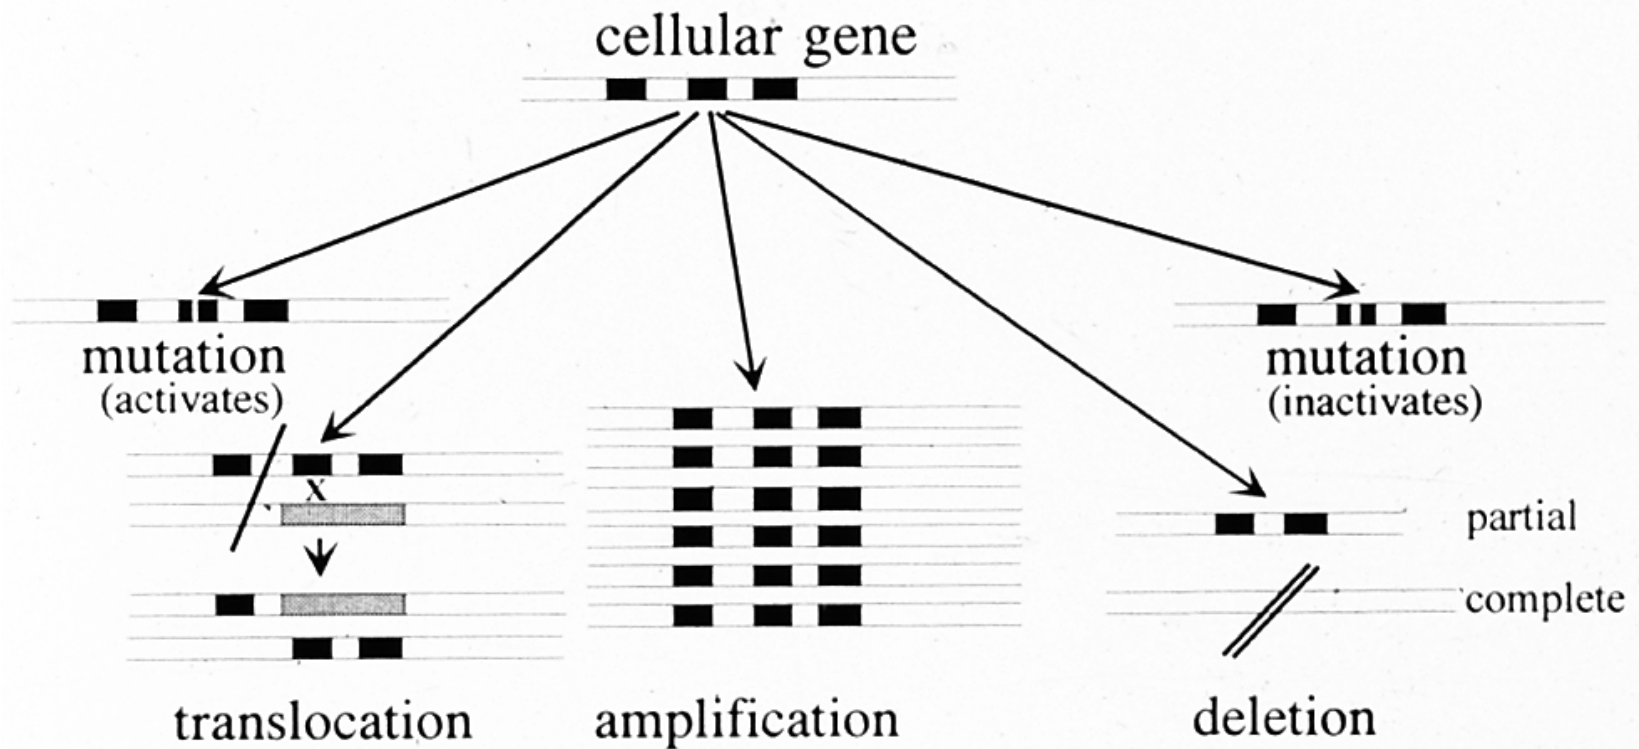 cellular gene
mutation
(activates)
mutation
(inactivates)
X
partial
complete
translocation
amplification
deletion